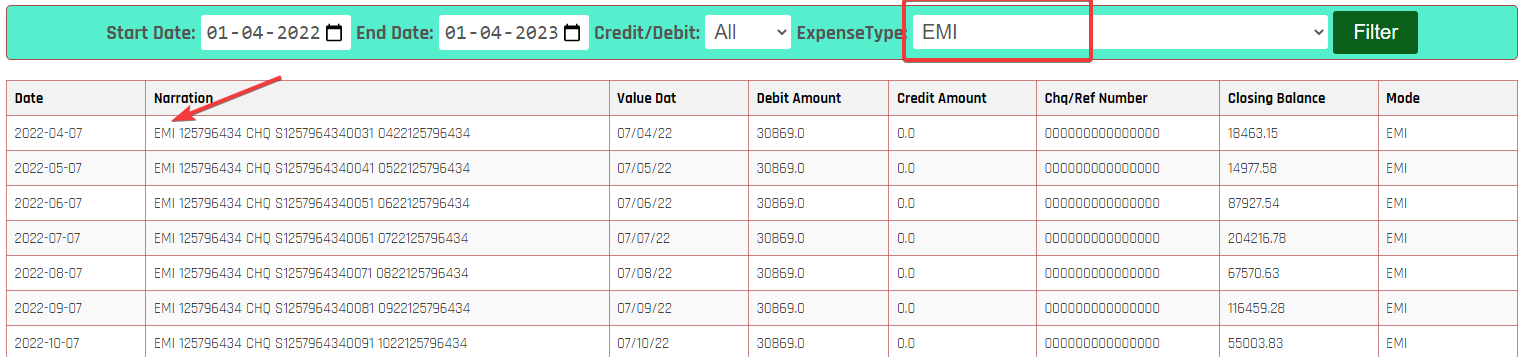 Start Date: 01-04-2022 End Date: 01-04-2023 Credit/Debit: All ExpenseType: EMI Filter
Date Narration Value Dat Debit Amount Credit Amount Chq/Ref Number Closing Balance Mode
2022-04-07 EMI 125796434 CHQ S1257964340031 0422125796434 07/04/22 30869.0 0.0 000000000000000 18463.15 EMI
2022-05-07 EMI 125796434 CHQ S1257964340041 0522125796434 07/05/22 30869.0 0.0 000000000000000 14977.58 EMI
2022-06-07 EMI 125796434 CHQ S1257964340051 0622125796434 07/06/22 30869.0 0.0 000000000000000 87927.54 EMI
2022-07-07 EMI 125796434 CHQ S1257964340061 0722125796434 07/07/22 30869.0 0.0 000000000000000 204216.78 EMI
2022-08-07 EMI 125796434 CHQ S1257964340071 0822125796434 07/08/22 30869.0 0.0 000000000000000 67570.63 EMI
2022-09-07 EMI 125796434 CHQ S1257964340081 0922125796434 07/09/22 30869.0 0.0 000000000000000 116459.28 EMI
2022-10-07 EMI 125796434 CHQ S1257964340091 1022125796434 07/10/22 30869.0 0.0 000000000000000 55003.83 EMI